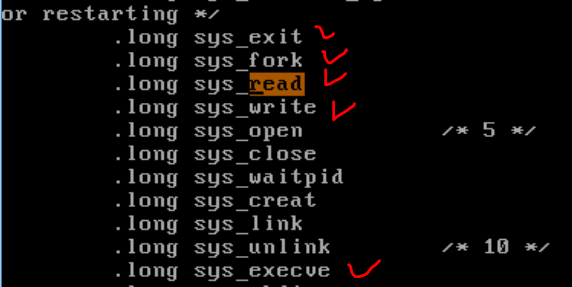 or restarting */
.long sys_exit
.long sys_fork
.long sys_read
.long sys_write
.long sys_open /* 5 */
.long sys_close
.long sys_waitpid
.long sys_creat
.long sys_link
.long sys_unlink /* 10 */
.long sys_execve